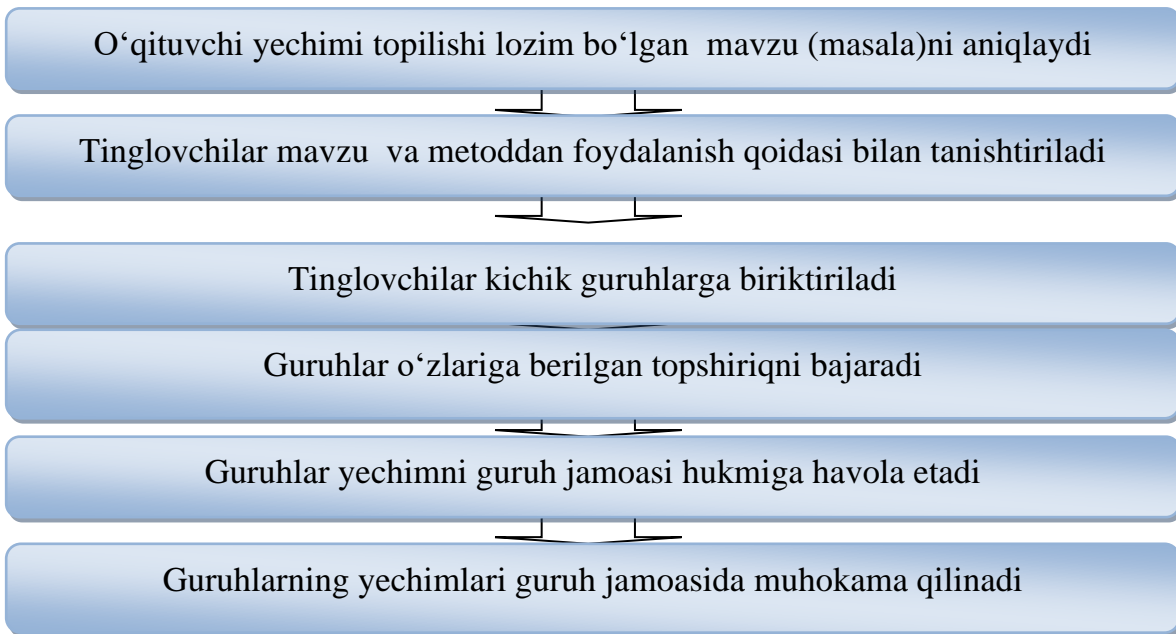 O‘qituvchi yechimi topilishi lozim bo‘lgan mavzu (masala)ni aniqlaydi
Tinglovchilar mavzu va metoddan foydalanish qoidasi bilan tanishtiriladi
Tinglovchilar kichik guruhlarga biriktiriladi
Guruhlar o‘zlariga berilgan topshiriqni bajaradi
Guruhlar yechimni guruh jamoasi hukmiga havola etadi
Guruhlarning yechimlari guruh jamoasida muhokama qilinadi